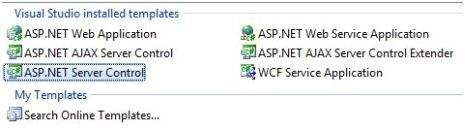 Visual Studio installed templates
ASP.NET Web Application
ASP.NET Web Service Application
ASP.NET AJAX Server Control
ASP.NET AJAX Server Control Extender
ASP.NET Server Control
WCF Service Application
My Templates
Search Online Templates...